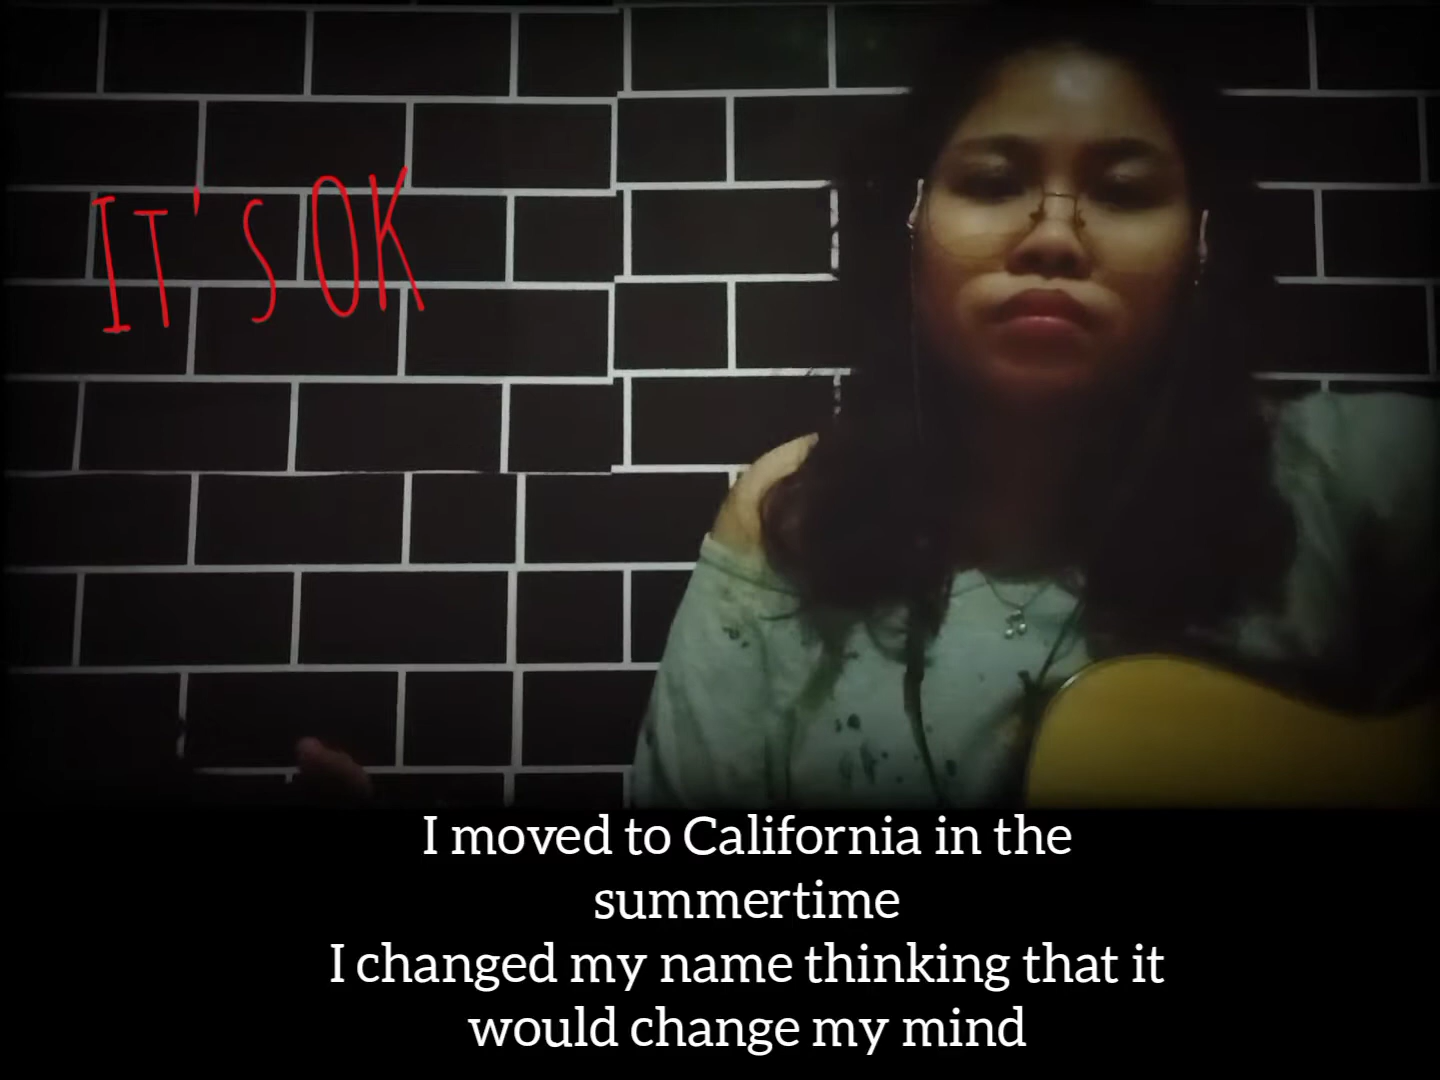 IT'S OK
I moved to California in the
summertime
I changed my name thinking that it
would change my mind